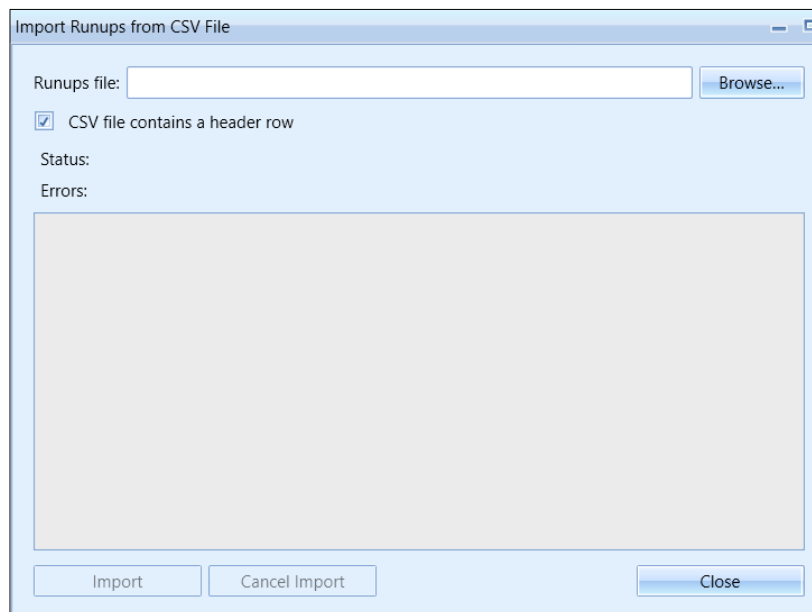 Import Runups from CSV File
Runups file:
Browse...
CSV file contains a header row
Status:
Errors:
Import
Cancel Import
Close